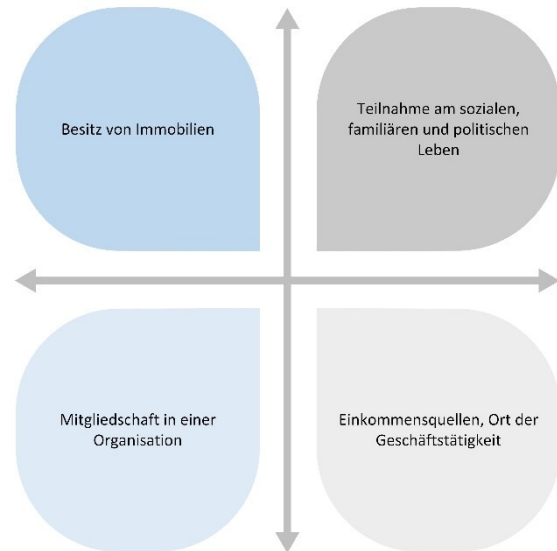 Besitz von Immobilien
Teilnahme am sozialen,
familiären und politischen
Leben
Mitgliedschaft in einer
Organisation
Einkommensquellen, Ort der
Geschäftstätigkeit